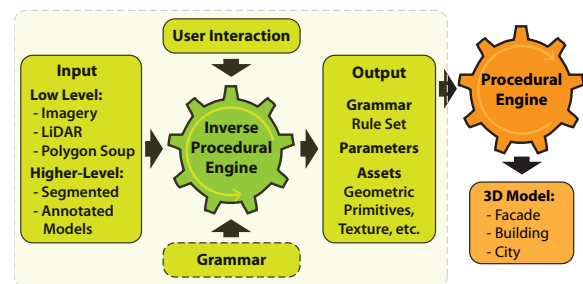 User Interaction
Input
Low Level:
- Imagery
- LiDAR
- Polygon Soup
Higher-Level:
- Segmented
- Annotated
Models
Inverse
Procedural
Engine
Grammar
Output
Grammar
Rule Set
Parameters
Assets
Geometric
Primitives,
Texture, etc.
Procedural
Engine
3D Model:
- Facade
- Building
- City